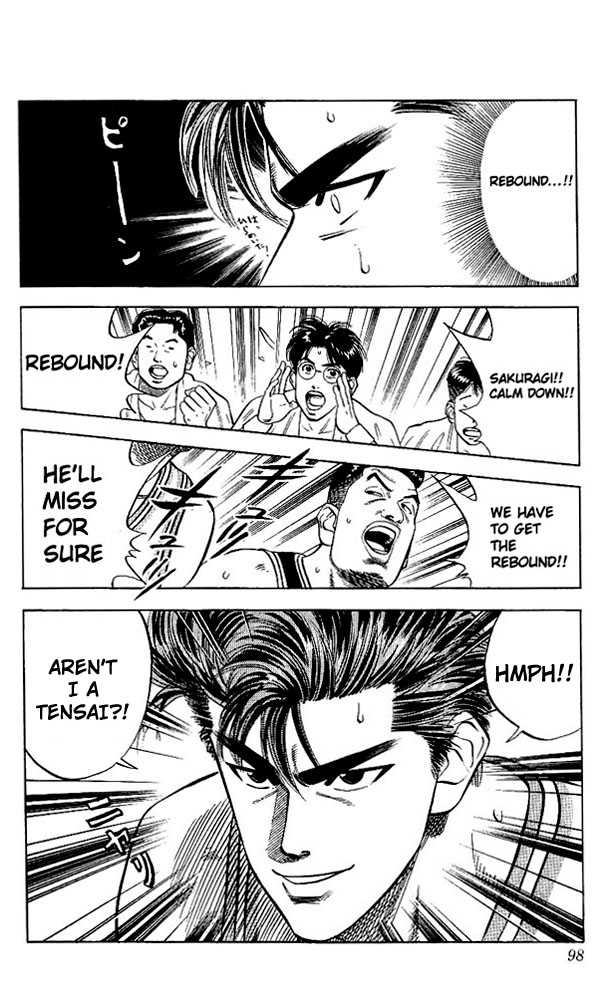 REBOUND...!!
ピーン
SAKURAGI!!
CALM DOWN!!
REBOUND!
WE HAVE
TO GET
THE
REBOUND!!
HE'LL
MISS
FOR
SURE
HMPH!!
AREN'T
I A
TENSAI?!
ニヤリ
98